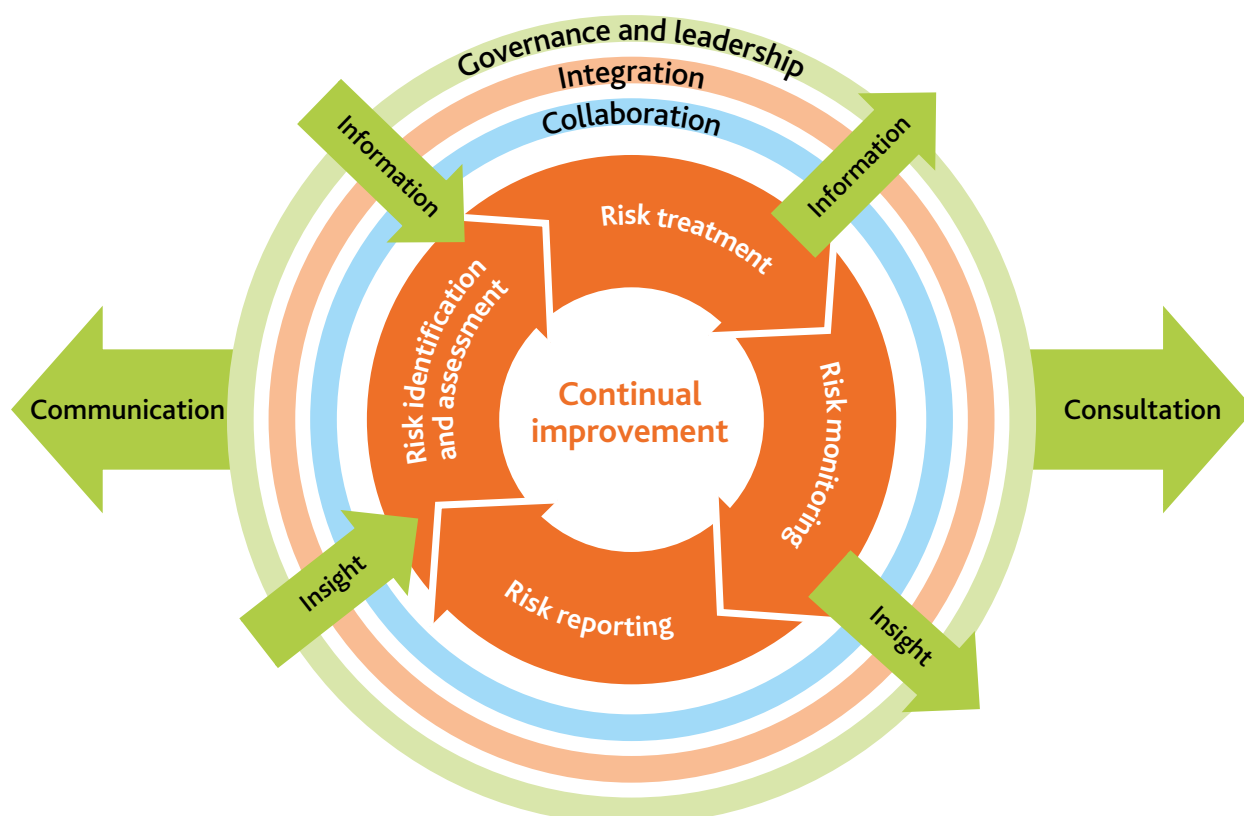 Governance and leadership
Integration
Collaboration
Information
Information
Risk treatment
Risk identification
and assessment
Continual
improvement
Risk monitoring
Communication
Consultation
Insight
Risk reporting
Insight